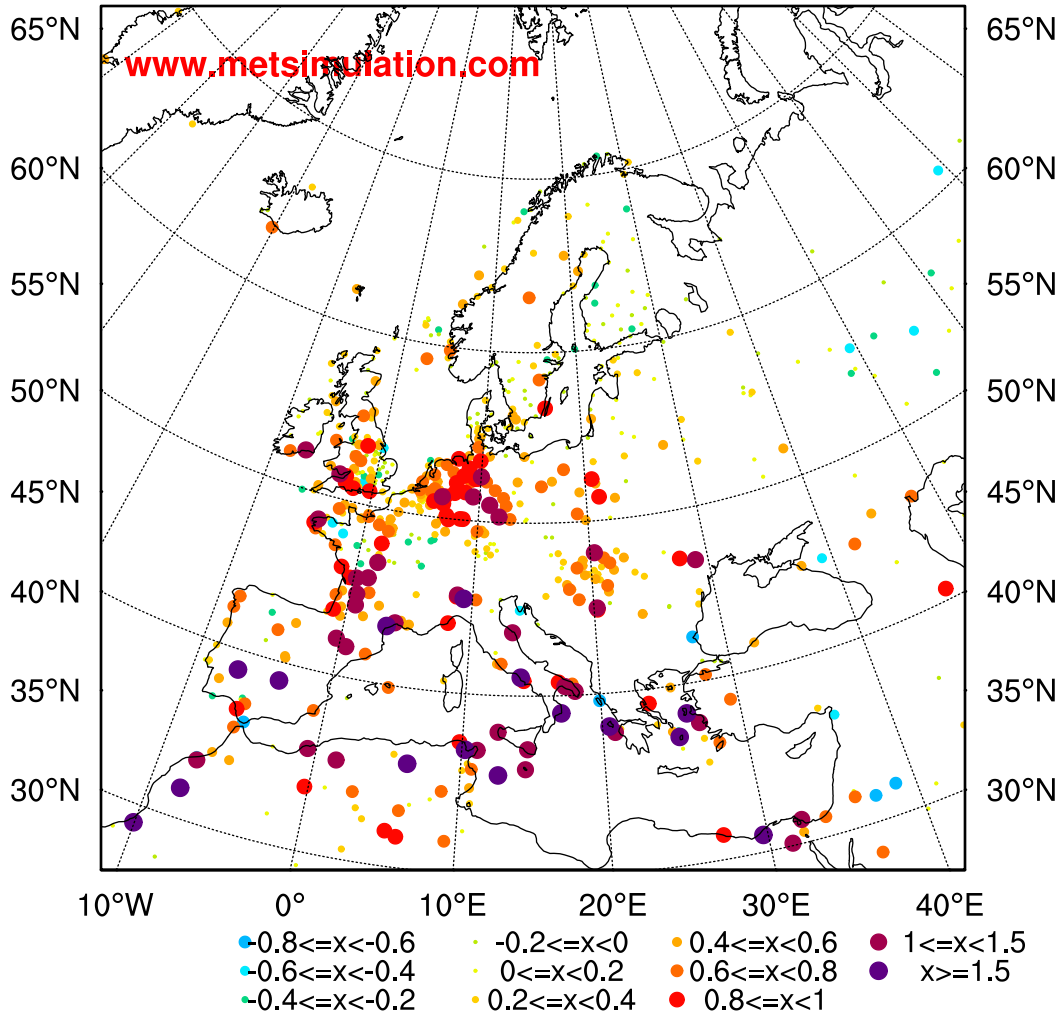 65°N 65°N
www.metsimulation.com
60°N 60°N
55°N 55°N
50°N 50°N
45°N 45°N
40°N 40°N
35°N 35°N
30°N 30°N
10°W 0° 10°E 20°E 30°E 40°E
-0.8<=x<-0.6 -0.2<=x<0 0.4<=x<0.6 1<=x<1.5
-0.6<=x<-0.4 0<=x<0.2 0.6<=x<0.8 x>=1.5
-0.4<=x<-0.2 0.2<=x<0.4 0.8<=x<1